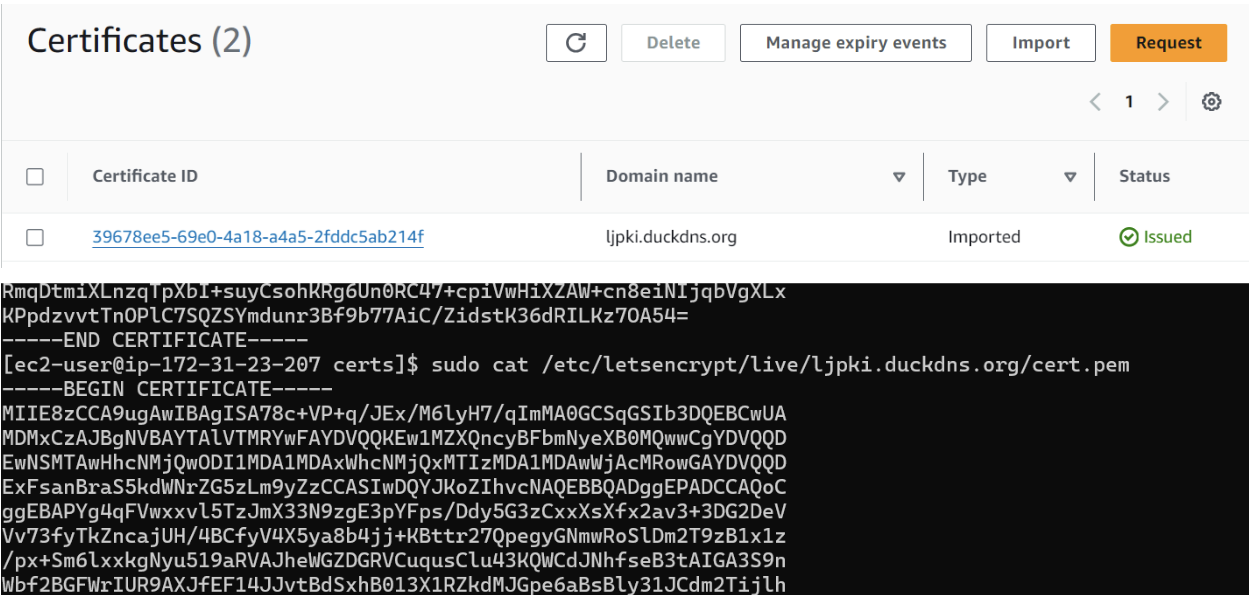 Certificates (2)
Delete
Manage expiry events
Import
Request
1
Certificate ID
Domain name
Type
Status
39678ee5-69e0-4a18-a4a5-2fddc5ab214f
ljpki.duckdns.org
Imported
Issued
RmqDtmiXLnzqTpXbI+suyCsohKRg6Un0RC47+cpiVwHiXZAW+cn8eiNIjqbVgXLx
KPpdzvvtTnOPlC7SQZSYmdunr3Bf9b77AiC/ZidstK36dRILKz7OA54=
-----END CERTIFICATE-----
[ec2-user@ip-172-31-23-207 certs]$ sudo cat /etc/letsencrypt/live/ljpki.duckdns.org/cert.pem
-----BEGIN CERTIFICATE-----
MIIE8zCCA9ugAwIBAgISA78c+VP+q/JEx/M6lyH7/qImMA0GCSqGSIb3DQEBCwUA
MDMxCzAJBgNVBAYTAlVTMRYwFAYDVQQKEw1MZXQncyBFbmNyeXB0MQwwCgYDVQQD
EwNSMTAwHhcNMjQwODI1MDA1MDAxWhcNMjQxMTIzMDA1MDAwWjAcMRowGAYDVQQD
ExFsanBraS5kdWNrZG5zLm9yZzCCASIwDQYJKoZIhvcNAQEBBQADggEPADCCAQoC
ggEBAPYg4qFVwxxvl5TzJmX33N9zgE3pYFps/Ddy5G3zCxxXsXfx2av3+3DG2DeV
Vv73fyTkZncajUH/4BCfyV4X5ya8b4jj+KBttr27QpegyGNmwRoSlDm2T9zB1x1z
/px+Sm6lxxkgNyu519aRVAJheWGZDGRVCuqusClu43KQWCdJNhfseB3tAIGA3S9n
Wbf2BGFWrIUR9AXJfEF14JJvtBdSxhB013X1RZkdMJGpe6aBsBly31JCdm2Tijlh